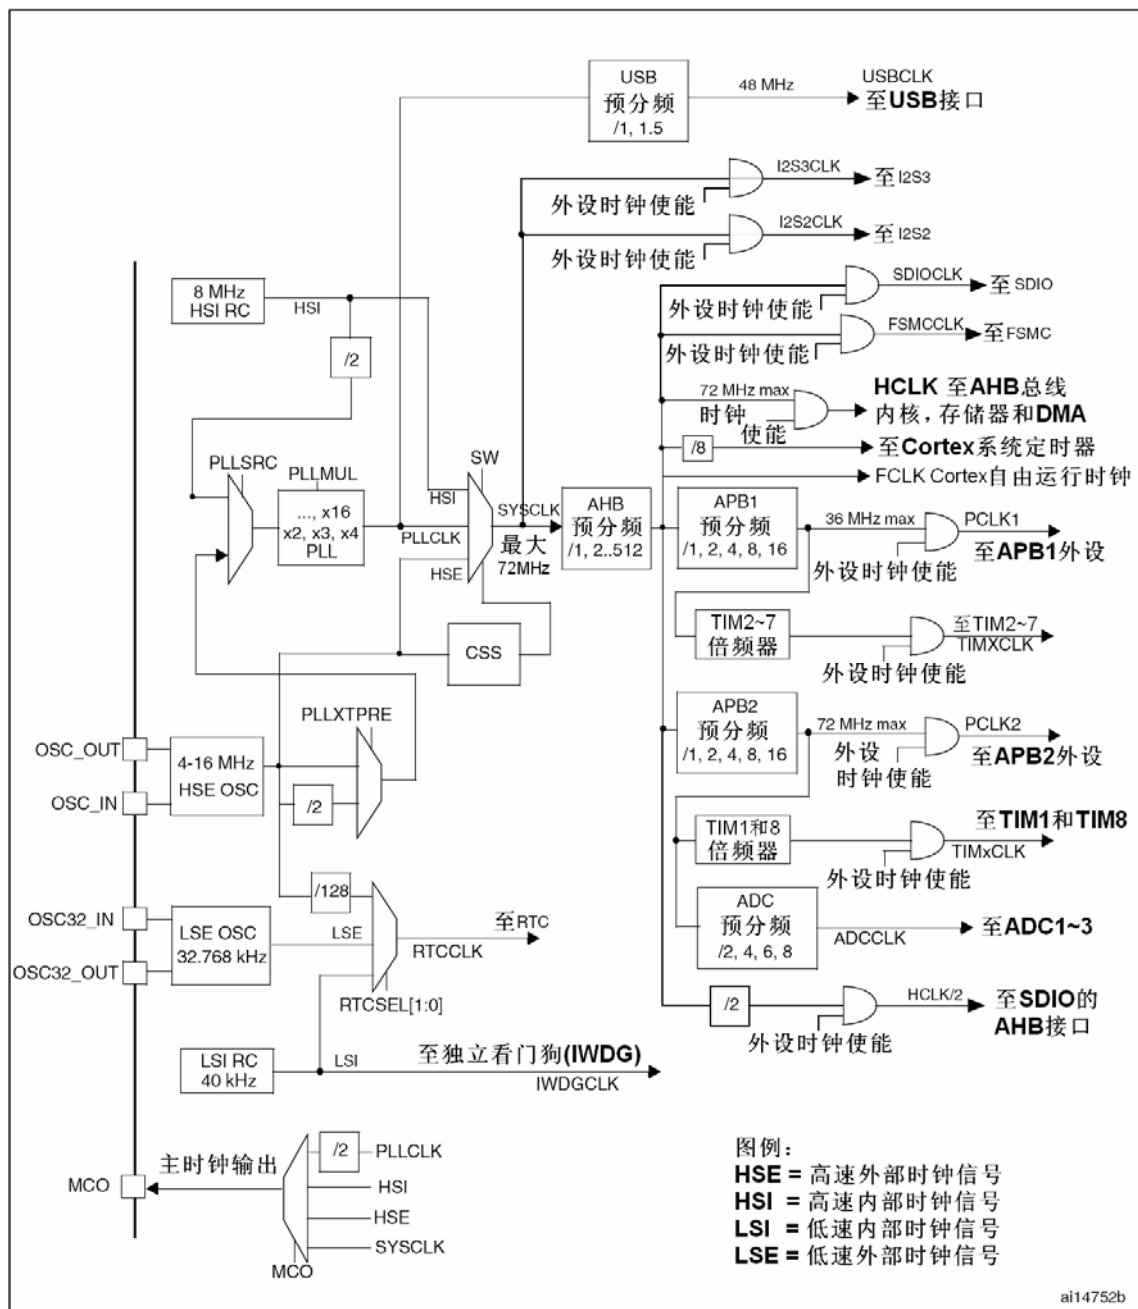 USB
预分频
/1, 1.5
48 MHz
USBCLK
至USB接口
I2S3CLK
至I2S3
外设时钟使能
I2S2CLK
至I2S2
外设时钟使能
8 MHz
HSI RC
HSI
/2
SDIOCLK
至SDIO
外设时钟使能
FSMCCLK
至FSMC
外设时钟使能
72 MHz max
时钟
使能
HCLK 至AHB总线
内核，存储器和DMA
/8
至Cortex系统定时器
FCLK Cortex自由运行时钟
PLLSRC
PLLMUL
..., x16
x2, x3, x4
PLL
SW
HSI
PLLCLK
HSE
SYSCLK
最大
72MHz
AHB
预分频
/1, 2..512
APB1
预分频
/1, 2, 4, 8, 16
36 MHz max
PCLK1
至APB1外设
外设时钟使能
TIM2~7
倍频器
至TIM2~7
TIMXCLK
外设时钟使能
CSS
PLLXTPRE
OSC_OUT
OSC_IN
4-16 MHz
HSE OSC
/2
APB2
预分频
/1, 2, 4, 8, 16
72 MHz max
PCLK2
外设
时钟使能
至APB2外设
TIM1和8
倍频器
至TIM1和TIM8
TIMxCLK
外设时钟使能
ADC
预分频
/2, 4, 6, 8
ADCCLK
至ADC1~3
/128
OSC32_IN
OSC32_OUT
LSE OSC
32.768 kHz
LSE
至RTC
RTCCLK
RTCSEL[1:0]
/2
HCLK/2
至SDIO的
AHB接口
外设时钟使能
LSI RC
40 kHz
LSI
至独立看门狗(IWDG)
IWDGCLK
MCO
主时钟输出
/2
PLLCLK
HSI
HSE
SYSCLK
MCO
图例：
HSE = 高速外部时钟信号
HSI = 高速内部时钟信号
LSI = 低速内部时钟信号
LSE = 低速外部时钟信号
ai14752b